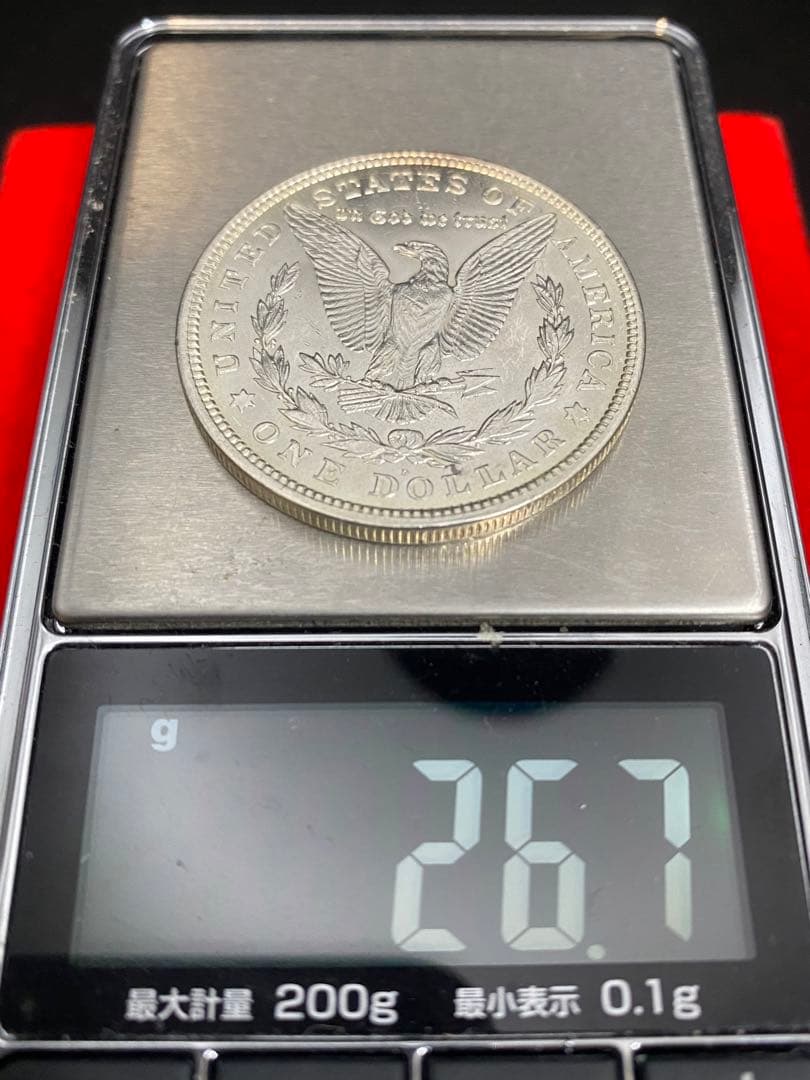 UNITED STATES OF AMERICA
In God we trust
ONE DOLLAR
D
g
26.7
最大計量 200g 最小表示 0.1g